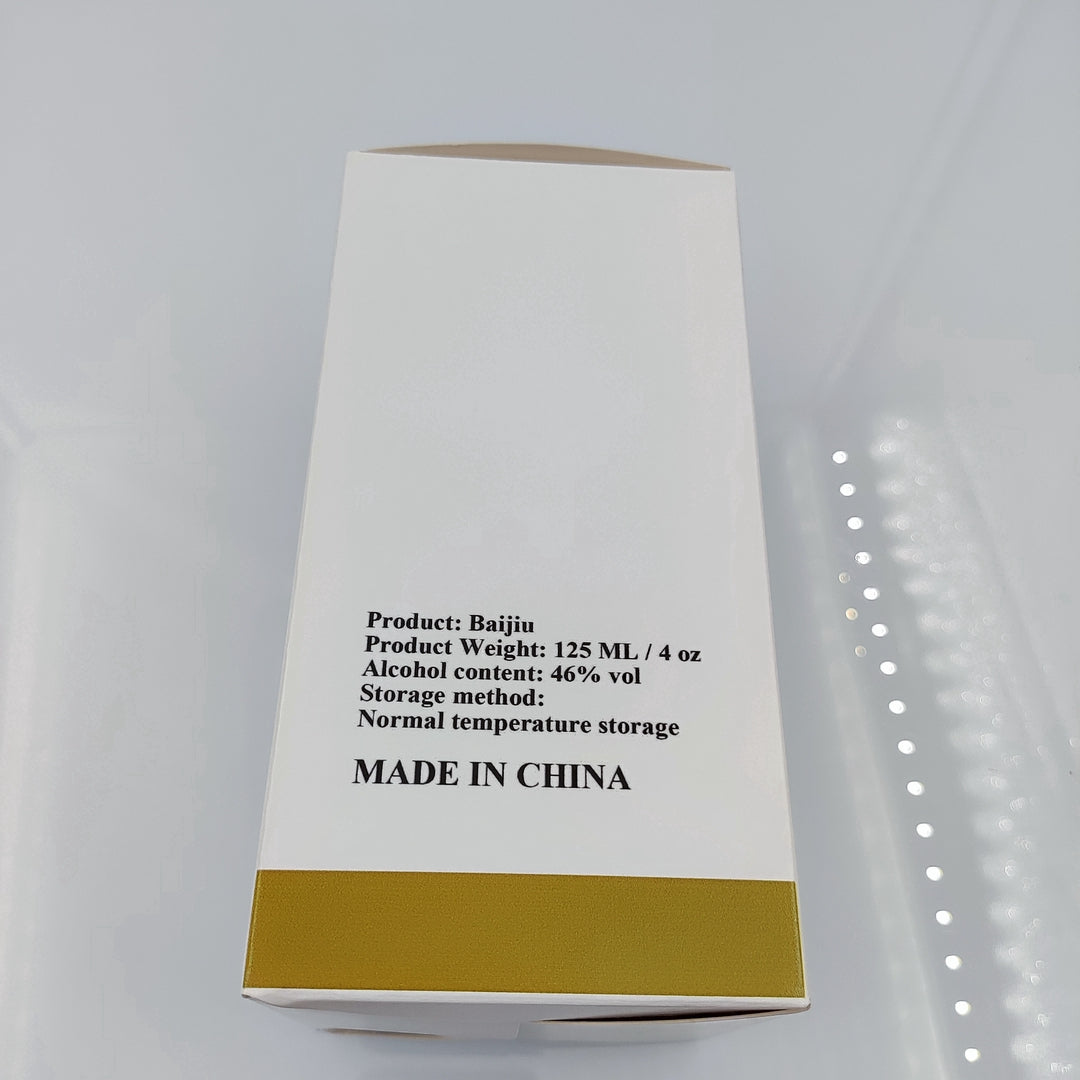 Product: Baijiu
Product Weight: 125 ML / 4 oz
Alcohol content: 46% vol
Storage method:
Normal temperature storage
MADE IN CHINA